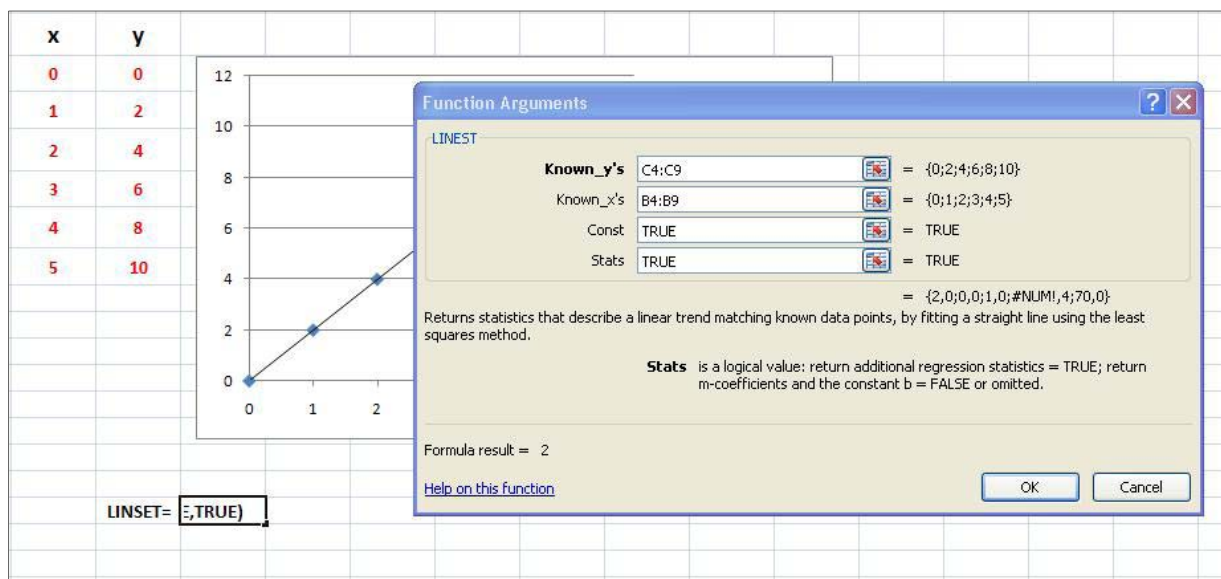 x y
0 0
1 2
2 4
3 6
4 8
5 10
12
10
8
6
4
2
0
0 1 2
LINSET= E,TRUE)
Function Arguments
LINEST
Known_y's C4:C9 = {0;2;4;6;8;10}
Known_x's B4:B9 = {0;1;2;3;4;5}
Const TRUE = TRUE
Stats TRUE = TRUE
= {2,0;0,0;1,0;#NUM!,4;70,0}
Returns statistics that describe a linear trend matching known data points, by fitting a straight line using the least
squares method.
Stats is a logical value: return additional regression statistics = TRUE; return
m-coefficients and the constant b = FALSE or omitted.
Formula result = 2
Help on this function
OK Cancel